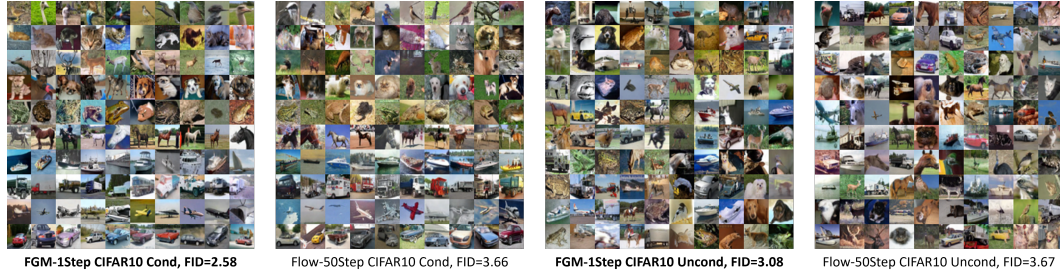 FGM-1Step CIFAR10 Cond, FID=2.58
Flow-50Step CIFAR10 Cond, FID=3.66
FGM-1Step CIFAR10 Uncond, FID=3.08
Flow-50Step CIFAR10 Uncond, FID=3.67